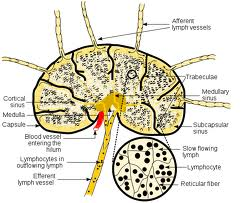 Afferent
lymph vessels
Trabeculae
Medullary
sinus
Cortical
sinus
Medulla
Capsule
Subcapsular
sinus
Blood vessel
entering the
hilum
Slow flowing
lymph
Lymphocytes in
outflowing lymph
Lymphocyte
Efferent
lymph vessel
Reticular fiber